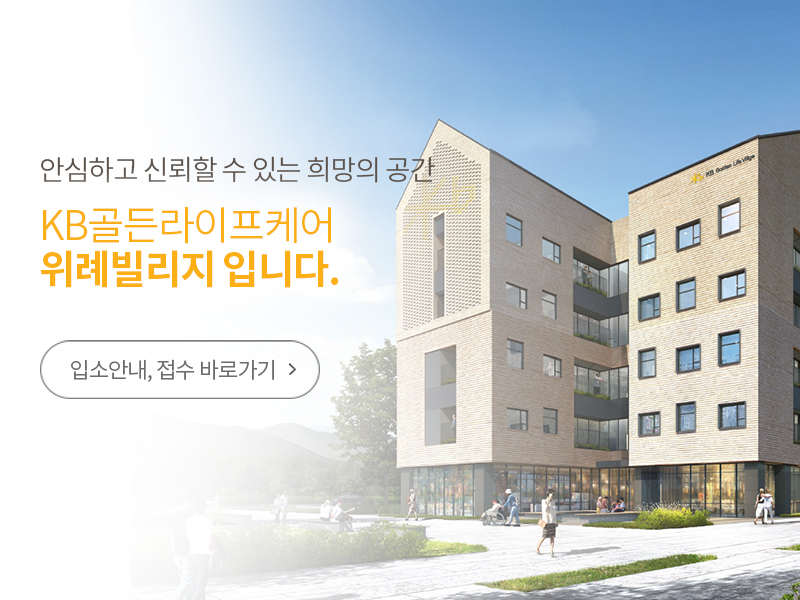 안심하고 신뢰할 수 있는 희망의 공간
KB골든라이프케어
위례빌리지 입니다.
입소안내, 접수 바로가기 >
KB Golden Life Village